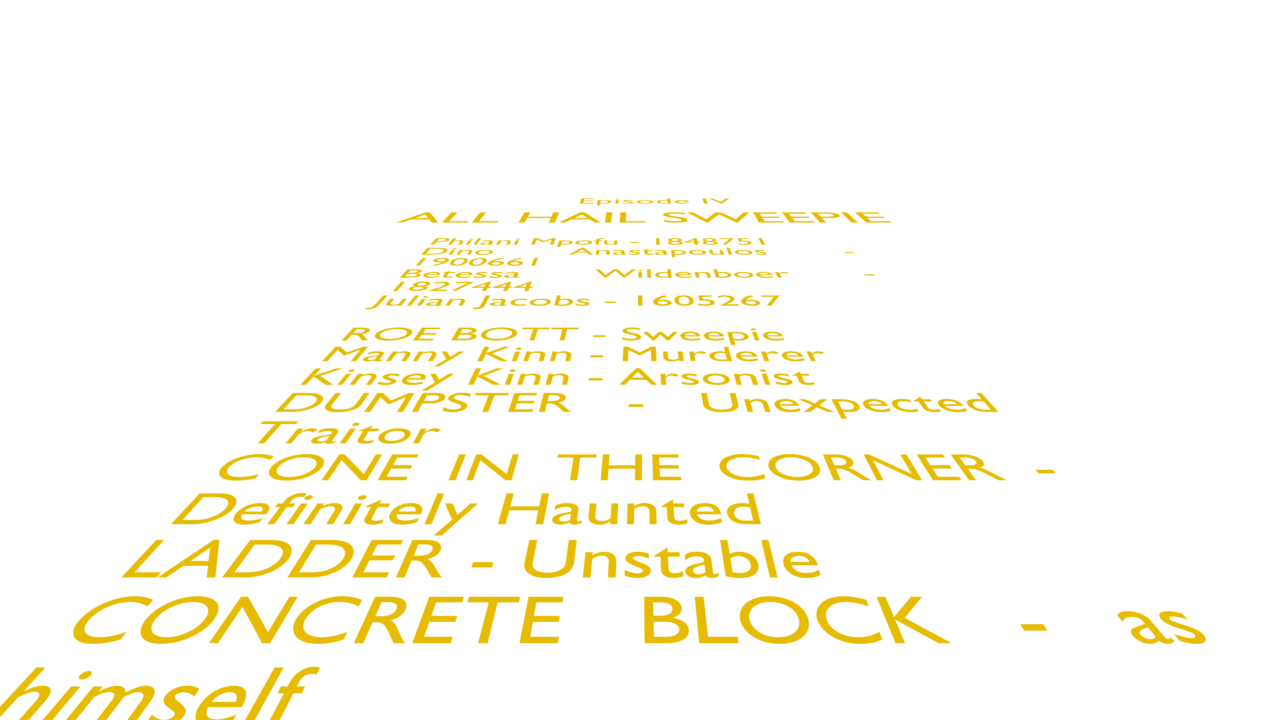 Episode IV
ALL HAIL SWEEPIE
Philani Mpofu - 1848751
Dino Anastapoulos -
1900661
Betessa Wildenboer -
1827444
Julian Jacobs - 1605267
ROE BOTT - Sweepie
Manny Kinn - Murderer
Kinsey Kinn - Arsonist
DUMPSTER - Unexpected
Traitor
CONE IN THE CORNER -
Definitely Haunted
LADDER - Unstable
CONCRETE BLOCK - as
himself